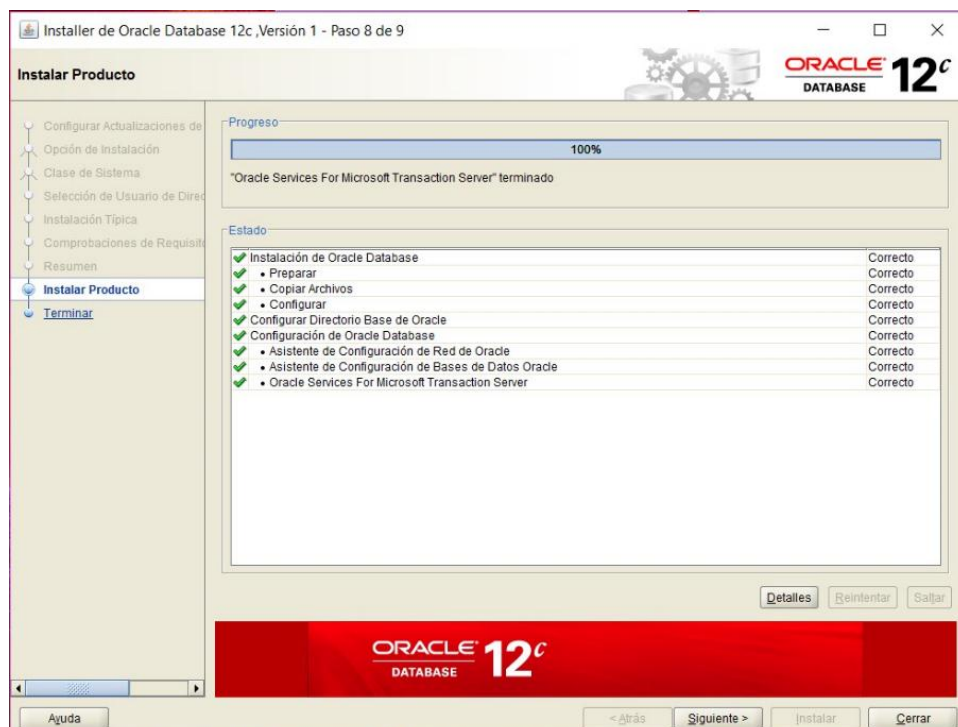 Installer de Oracle Database 12c ,Versión 1 - Paso 8 de 9
Instalar Producto
ORACLE
DATABASE
12c
Configurar Actualizaciones de
Opción de Instalación
Clase de Sistema
Selección de Usuario de Direc
Instalación Típica
Comprobaciones de Requisit
Resumen
Instalar Producto
Terminar
Progreso
100%
"Oracle Services For Microsoft Transaction Server" terminado
Estado
Instalación de Oracle Database Correcto
• Preparar Correcto
• Copiar Archivos Correcto
• Configurar Correcto
Configurar Directorio Base de Oracle Correcto
Configuración de Oracle Database Correcto
• Asistente de Configuración de Red de Oracle Correcto
• Asistente de Configuración de Bases de Datos Oracle Correcto
• Oracle Services For Microsoft Transaction Server Correcto
Detalles Reintentar Saltar
ORACLE
DATABASE
12c
Ayuda < Atrás Siguiente > Instalar Cerrar